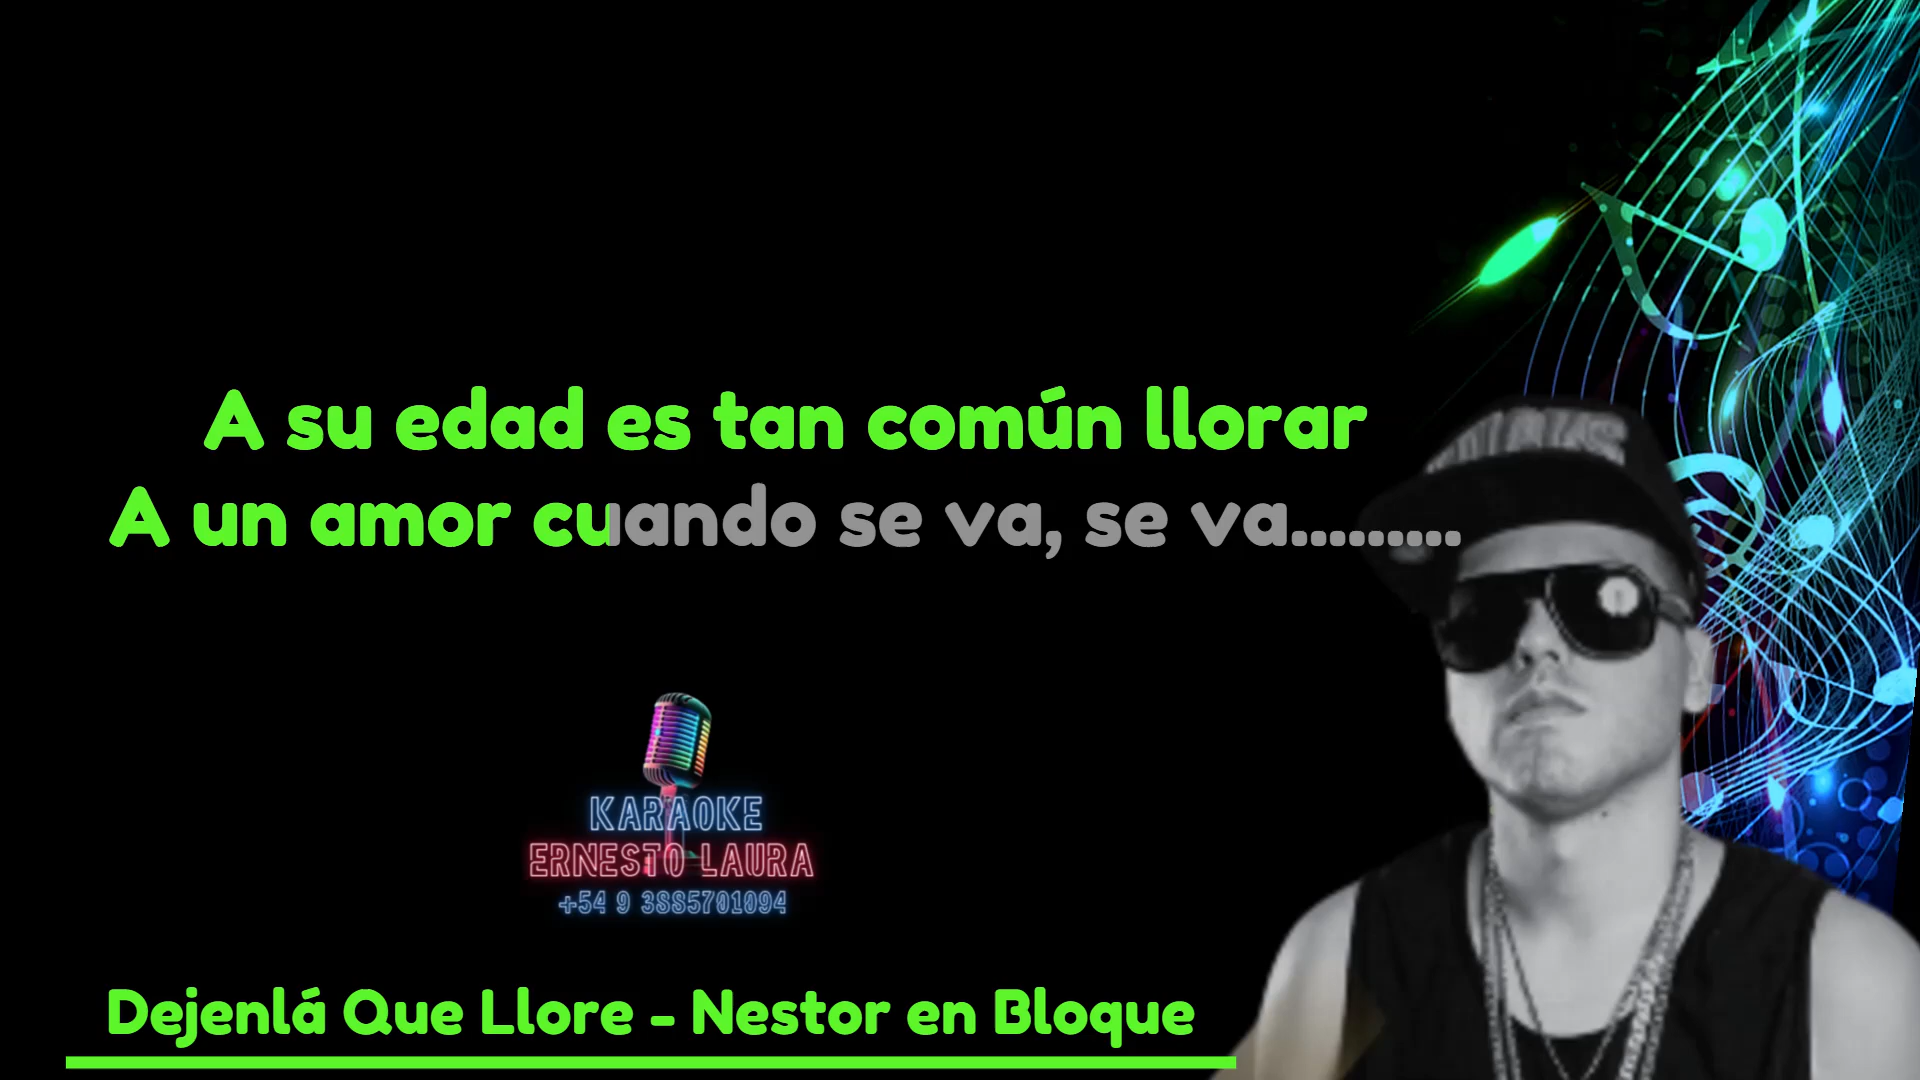 A su edad es tan común llorar
A un amor cuando se va, se va.........
KARAOKE
ERNESTO LAURA
+54 9 3885701094
Dejenlá Que Llore - Nestor en Bloque